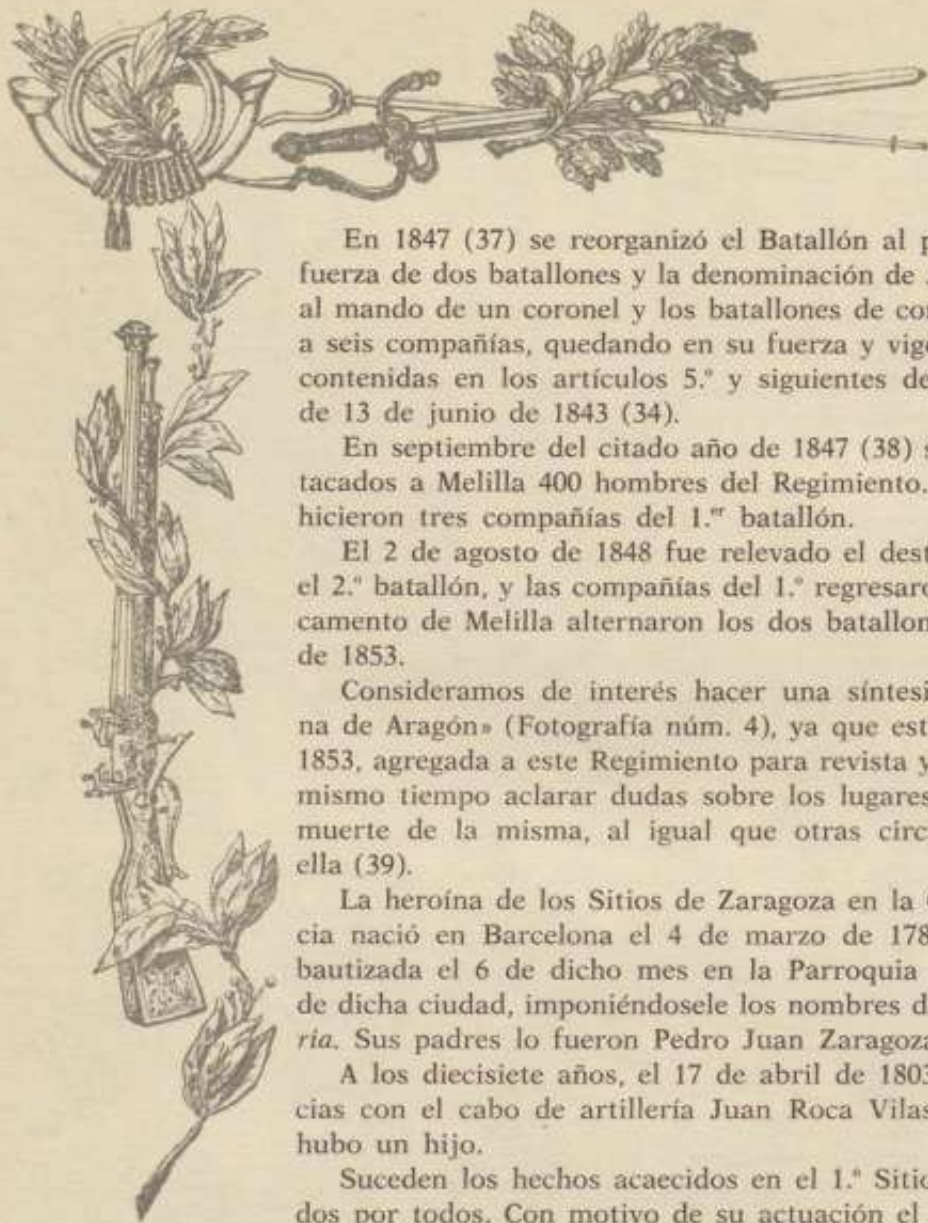 En 1847 (37) se reorganizó el Batallón al
fuerza de dos batallones y la denominación de
al mando de un coronel y los batallones de
a seis compañías, quedando en su fuerza y
contenidas en los artículos 5.º y siguientes
de 13 de junio de 1843 (34).
En septiembre del citado año de 1847 (38)
tacados a Melilla 400 hombres del Regimiento.
hicieron tres compañías del 1.er batallón.
El 2 de agosto de 1848 fue relevado el
el 2.º batallón, y las compañías del 1.º
camento de Melilla alternaron los dos
de 1853.
Consideramos de interés hacer una
na de Aragón» (Fotografía núm. 4), ya que
1853, agregada a este Regimiento para revista y
mismo tiempo aclarar dudas sobre los lugares
muerte de la misma, al igual que otras
ella (39).
La heroína de los Sitios de Zaragoza en la
cia nació en Barcelona el 4 de marzo de 178
bautizada el 6 de dicho mes en la Parroquia
de dicha ciudad, imponiéndosele los nombres
ria. Sus padres lo fueron Pedro Juan Zaragoza
A los diecisiete años, el 17 de abril de 1803
cias con el cabo de artillería Juan Roca
hubo un hijo.
Suceden los hechos acaecidos en el 1.º Sitio
dos por todos. Con motivo de su actuación el